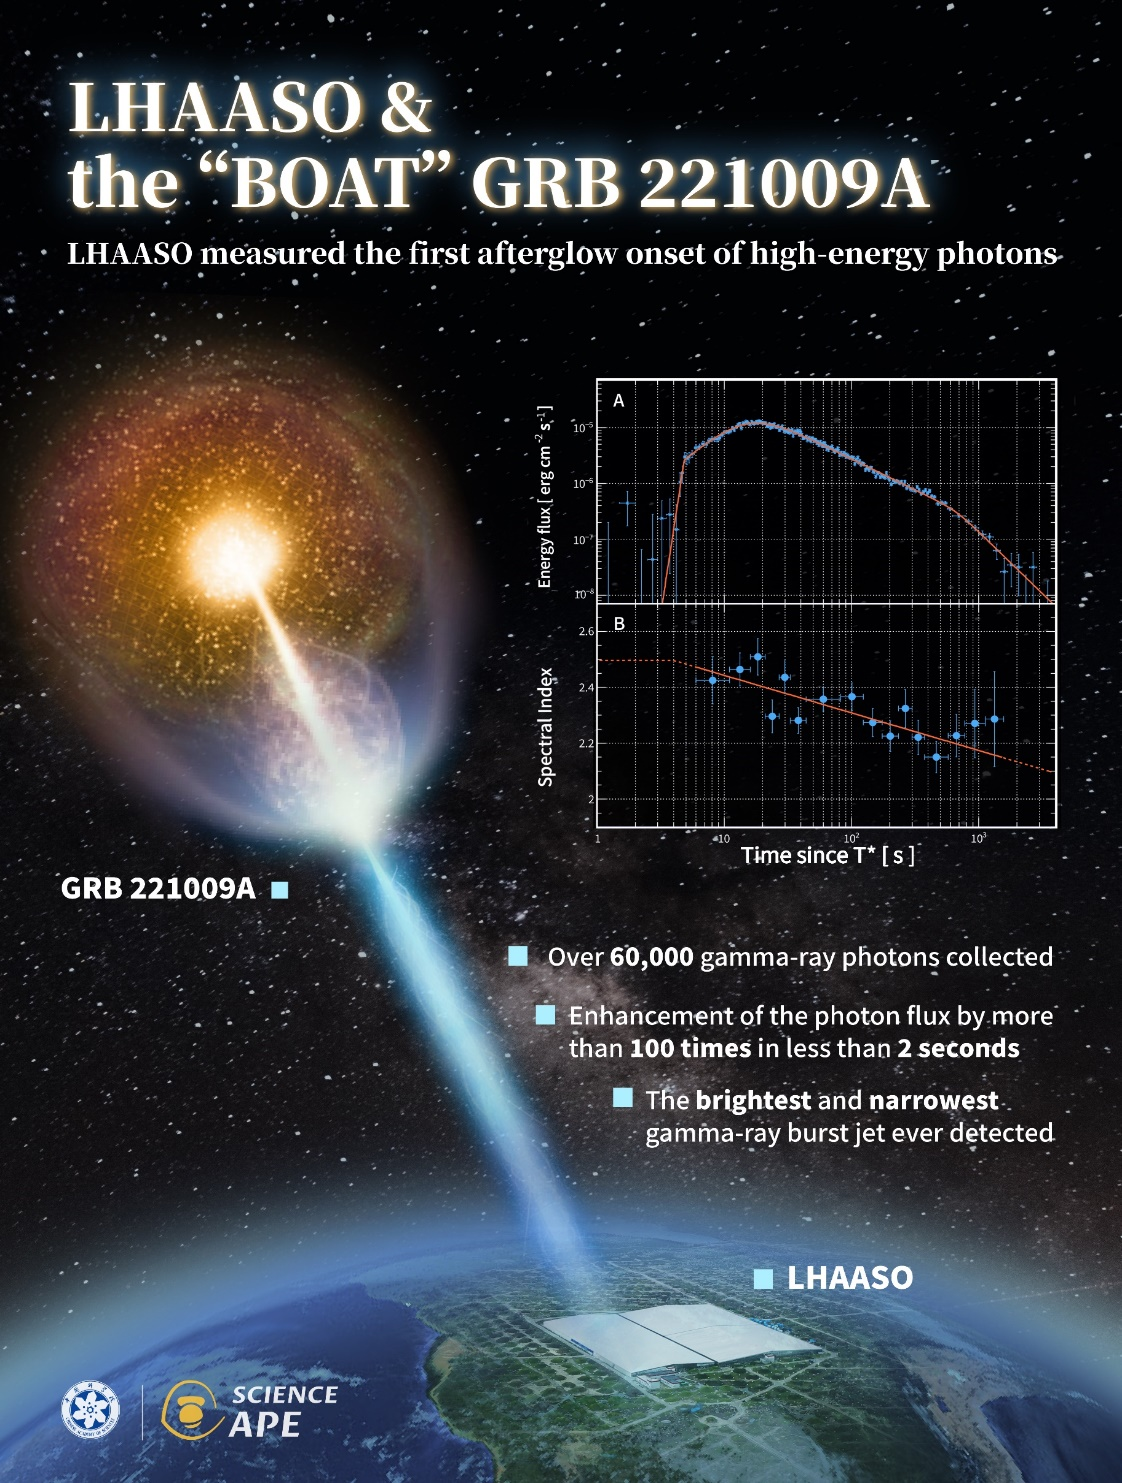 LHAASO &
the “BOAT” GRB 221009A
LHAASO measured the first afterglow onset of high-energy photons
A
Energy flux [ erg cm⁻² s⁻¹]
10⁻⁵
10⁻⁶
10⁻⁷
10⁻⁸
B
Spectral Index
2.6
2.4
2.2
2
1 10 10² 10³
Time since T* [ s ]
GRB 221009A
Over 60,000 gamma-ray photons collected
Enhancement of the photon flux by more
than 100 times in less than 2 seconds
The brightest and narrowest
gamma-ray burst jet ever detected
LHAASO
SCIENCE
APE